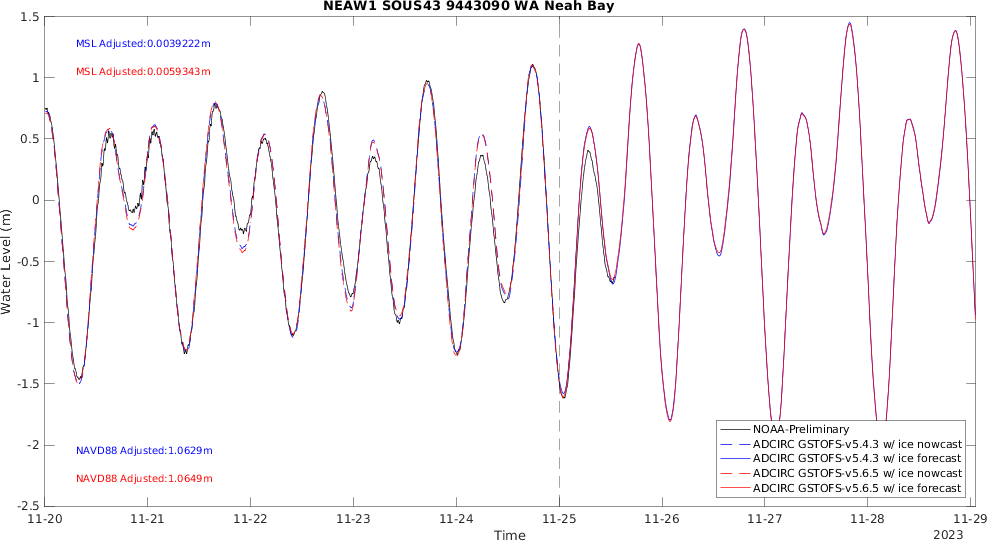 NEAW1 SOUS43 9443090 WA Neah Bay
MSL Adjusted:0.0039222m
MSL Adjusted:0.0059343m
Water Level (m)
1.5
1
0.5
0
-0.5
-1
-1.5
-2
-2.5
NAVD88 Adjusted:1.0629m
NAVD88 Adjusted:1.0649m
NOAA-Preliminary
ADCIRC GSTOFS-v5.4.3 w/ ice nowcast
ADCIRC GSTOFS-v5.4.3 w/ ice forecast
ADCIRC GSTOFS-v5.6.5 w/ ice nowcast
ADCIRC GSTOFS-v5.6.5 w/ ice forecast
11-20 11-21 11-22 11-23 11-24 11-25 11-26 11-27 11-28 11-29
Time
2023